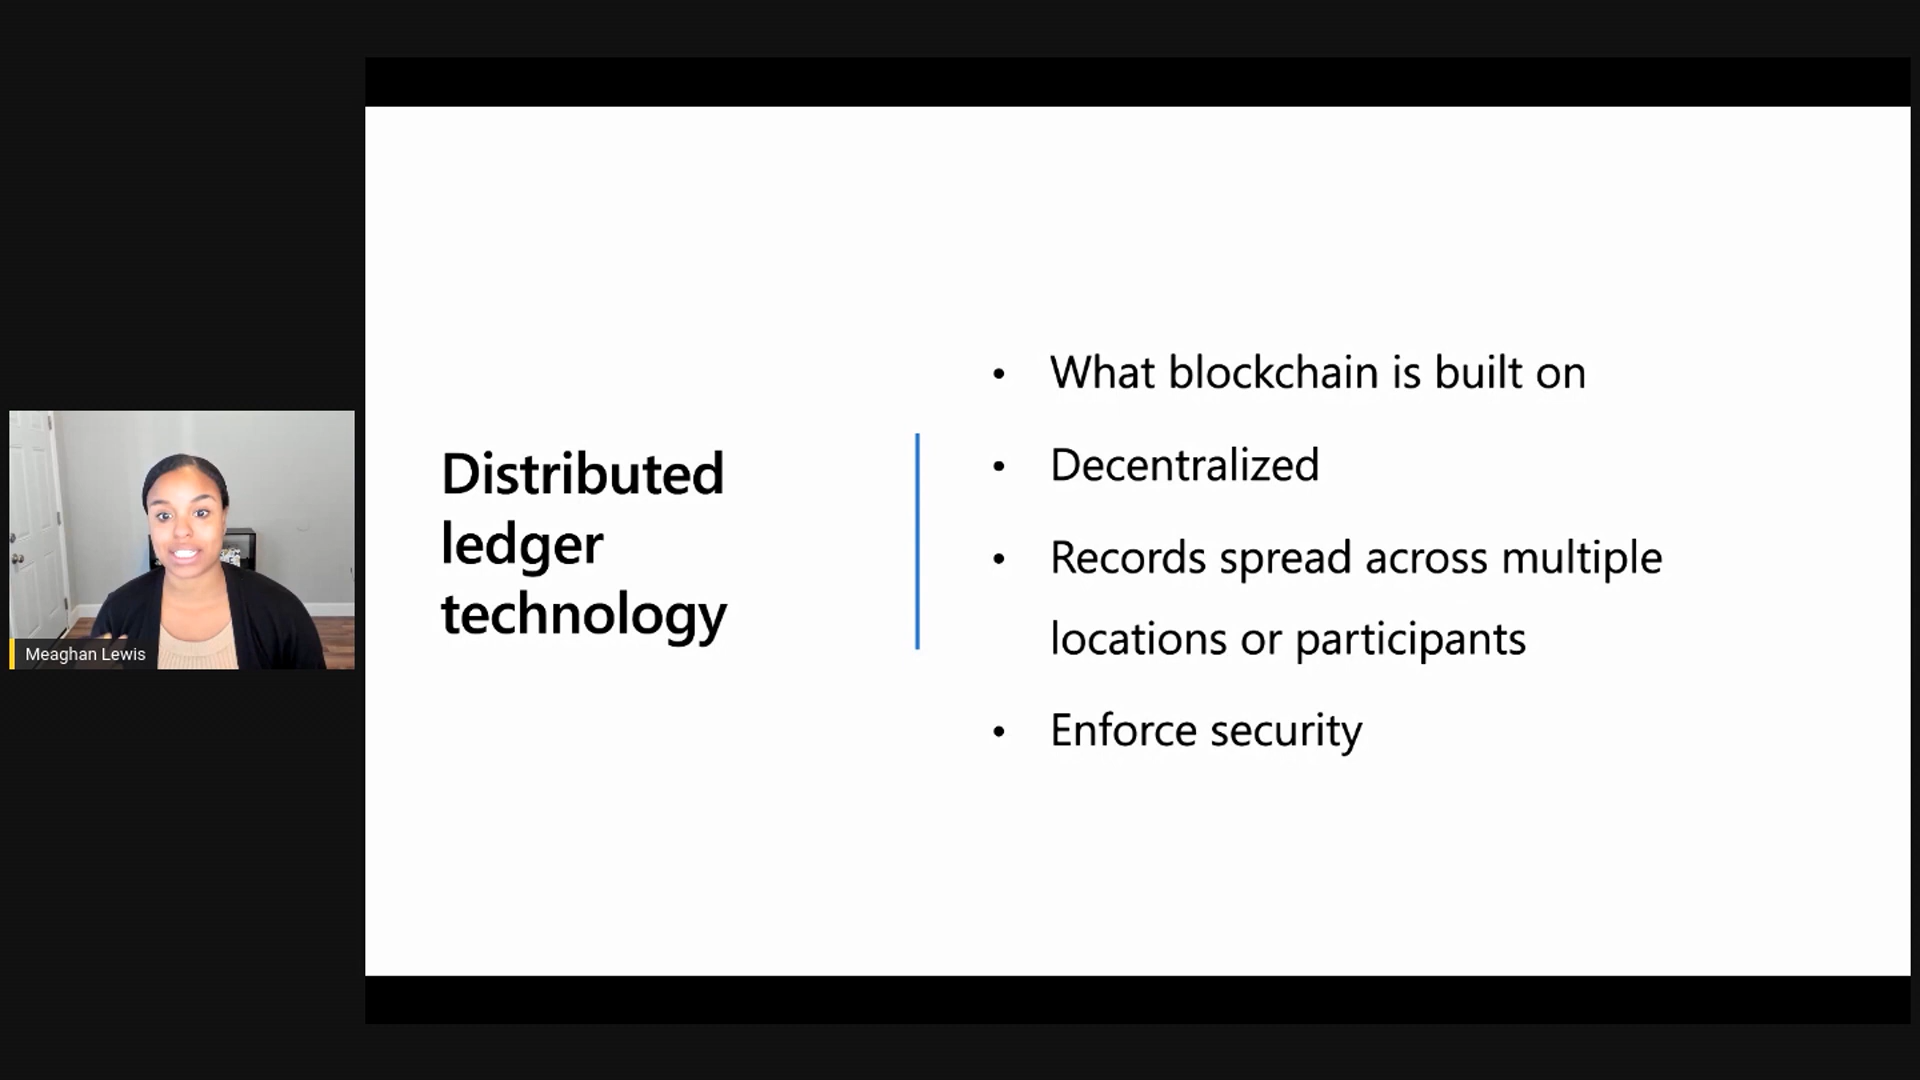 Distributed
ledger
technology
• What blockchain is built on
• Decentralized
• Records spread across multiple
locations or participants
• Enforce security
Meaghan Lewis